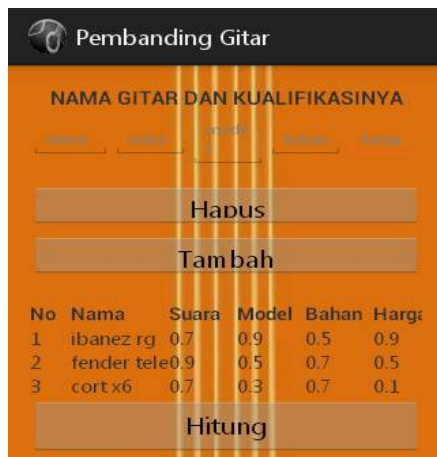 Pembanding Gitar
NAMA GITAR DAN KUALIFIKASINYA
Hapus
Tambah
No Nama Suara Model Bahan Harga
1 ibanez rg 0.7 0.9 0.5 0.9
2 fender tele 0.9 0.5 0.7 0.5
3 cort x6 0.7 0.3 0.7 0.1
Hitung